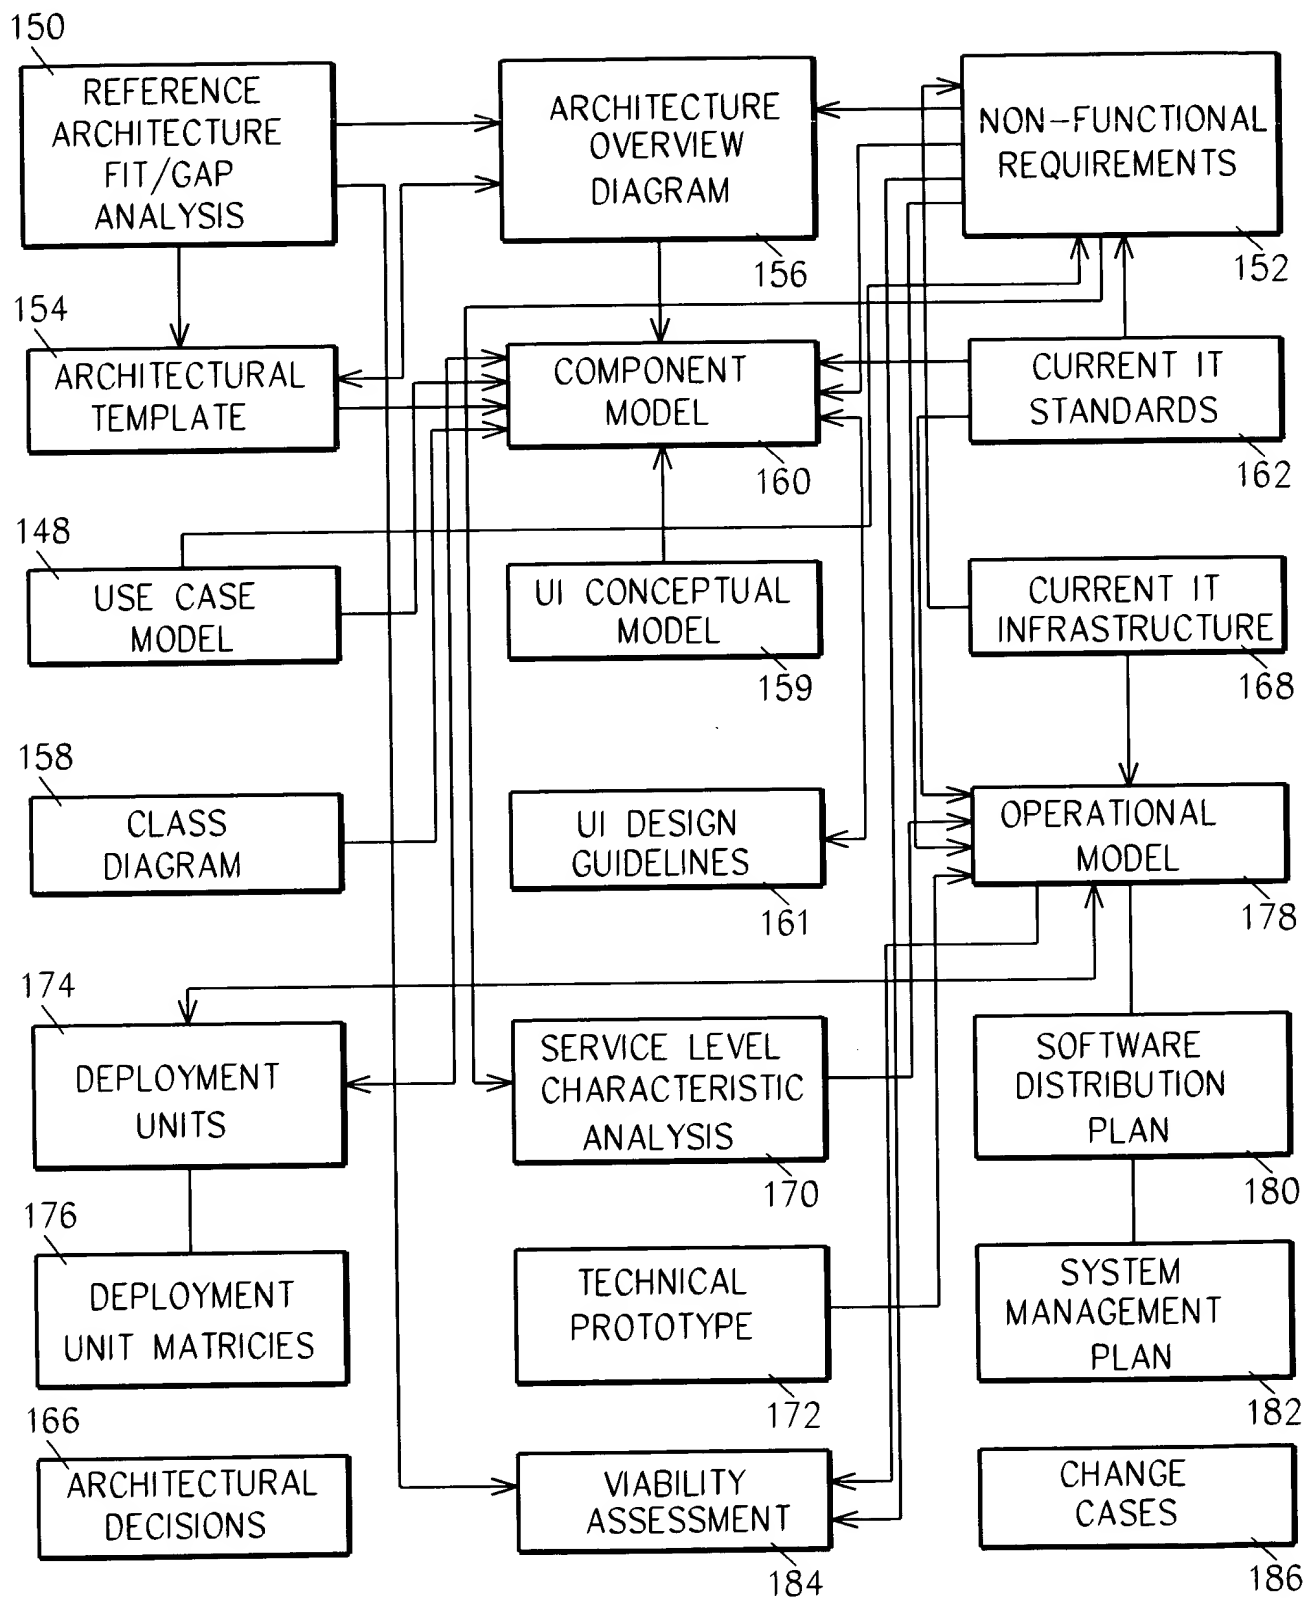 150
REFERENCE
ARCHITECTURE
FIT/GAP
ANALYSIS
ARCHITECTURE
OVERVIEW
DIAGRAM
156
NON-FUNCTIONAL
REQUIREMENTS
152
154
ARCHITECTURAL
TEMPLATE
COMPONENT
MODEL
160
CURRENT IT
STANDARDS
162
148
USE CASE
MODEL
UI CONCEPTUAL
MODEL
159
CURRENT IT
INFRASTRUCTURE
168
158
CLASS
DIAGRAM
UI DESIGN
GUIDELINES
161
OPERATIONAL
MODEL
178
174
DEPLOYMENT
UNITS
SERVICE LEVEL
CHARACTERISTIC
ANALYSIS
170
SOFTWARE
DISTRIBUTION
PLAN
180
176
DEPLOYMENT
UNIT MATRICIES
TECHNICAL
PROTOTYPE
172
SYSTEM
MANAGEMENT
PLAN
182
166
ARCHITECTURAL
DECISIONS
VIABILITY
ASSESSMENT
184
CHANGE
CASES
186